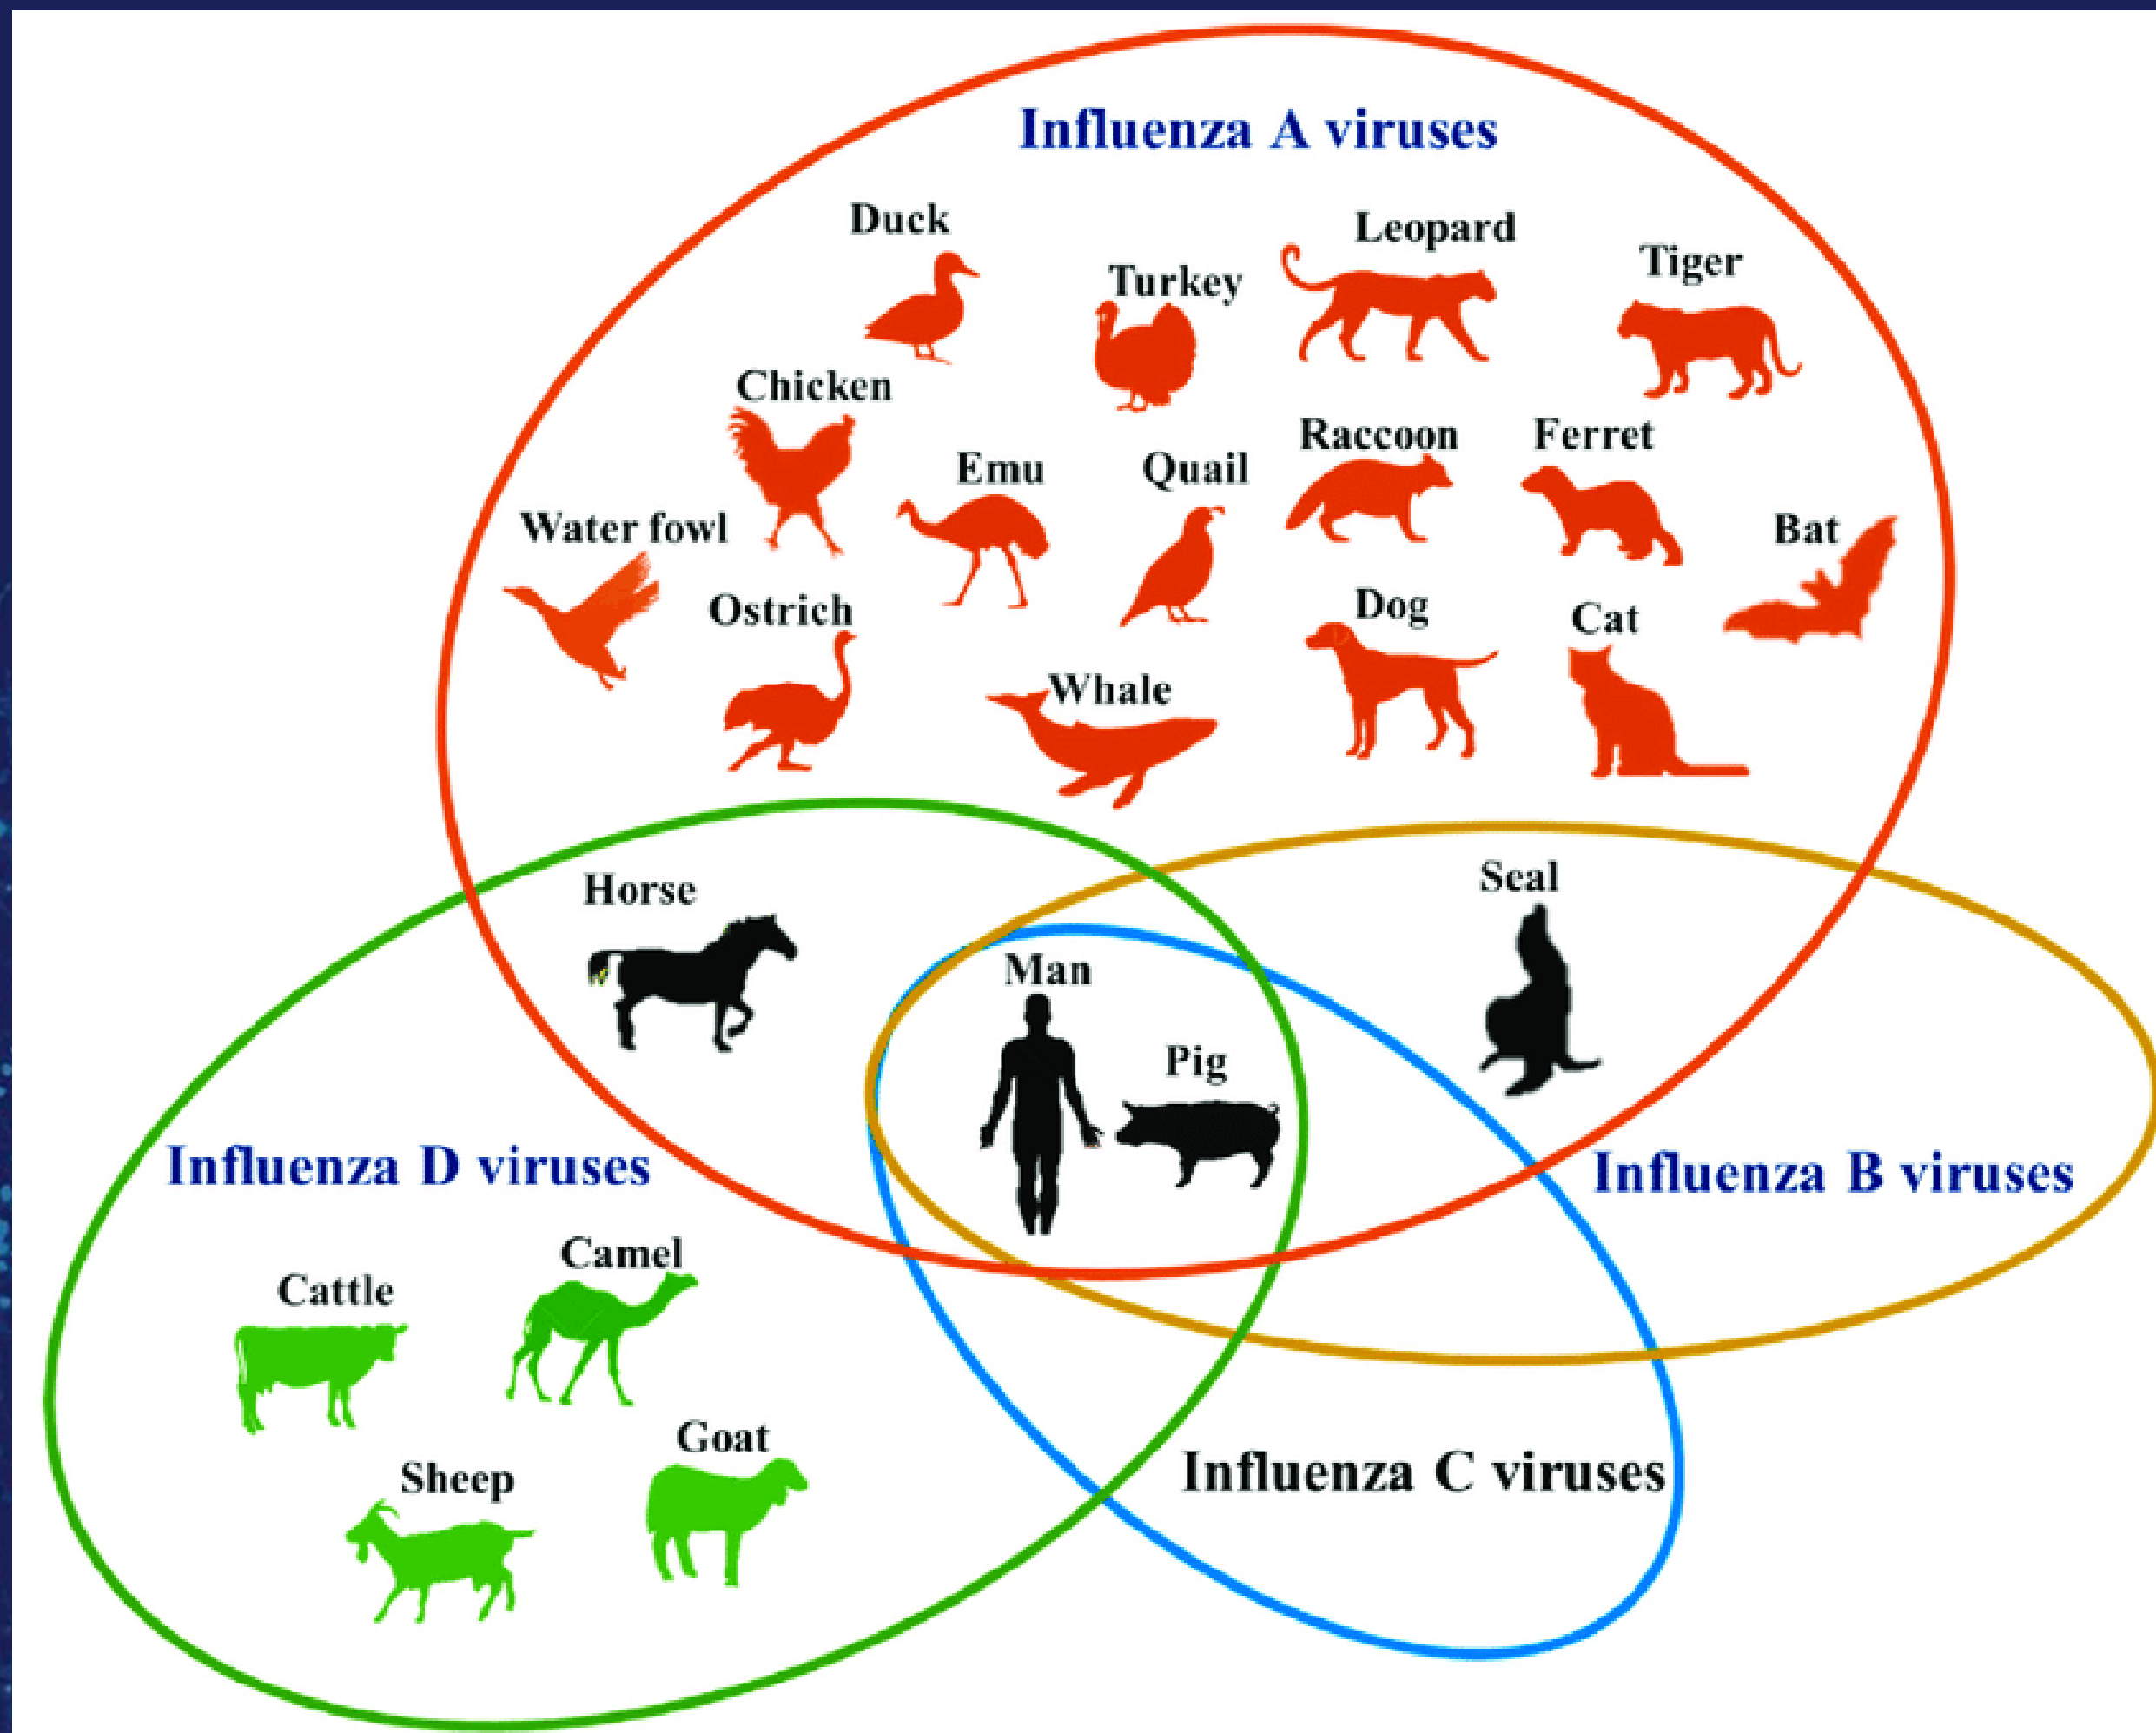 Influenza A viruses
Duck
Leopard
Tiger
Turkey
Chicken
Raccoon
Ferret
Emu
Quail
Water fowl
Bat
Ostrich
Dog
Cat
Whale
Horse
Seal
Man
Pig
Influenza D viruses
Influenza B viruses
Camel
Cattle
Goat
Sheep
Influenza C viruses